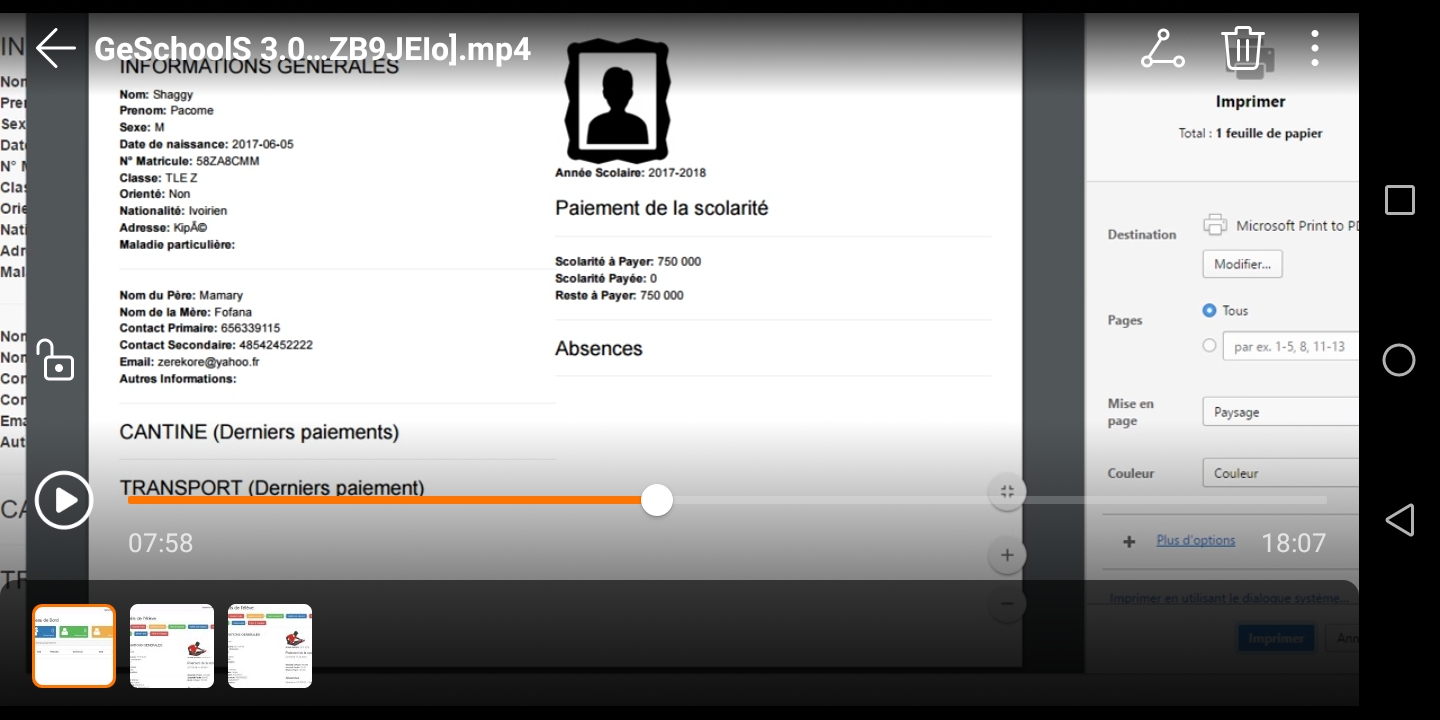 GeSchoolS 3.0...ZB9JEIo].mp4
INFORMATIONS GÉNÉRALES
Nom: Shaggy
Prenom: Pacome
Sexe: M
Date de naissance: 2017-06-05
N° Matricule: 58ZA8CMM
Classe: TLE Z
Orienté: Non
Nationalité: Ivoirien
Adresse: KipÃ©
Maladie particulière:
Nom du Père: Mamary
Nom de la Mère: Fofana
Contact Primaire: 656339115
Contact Secondaire: 48542452222
Email: zerekore@yahoo.fr
Autres Informations:
CANTINE (Derniers paiements)
TRANSPORT (Derniers paiement)
Année Scolaire: 2017-2018
Paiement de la scolarité
Scolarité à Payer: 750 000
Scolarité Payée: 0
Reste à Payer: 750 000
Absences
Imprimer
Total : 1 feuille de papier
Destination
Microsoft Print to PD
Modifier...
Pages
Tous
par ex. 1-5, 8, 11-13
Mise en
page
Paysage
Couleur
Couleur
Plus d'options
Imprimer en utilisant le dialogue système...
Imprimer
Ann
07:58
18:07